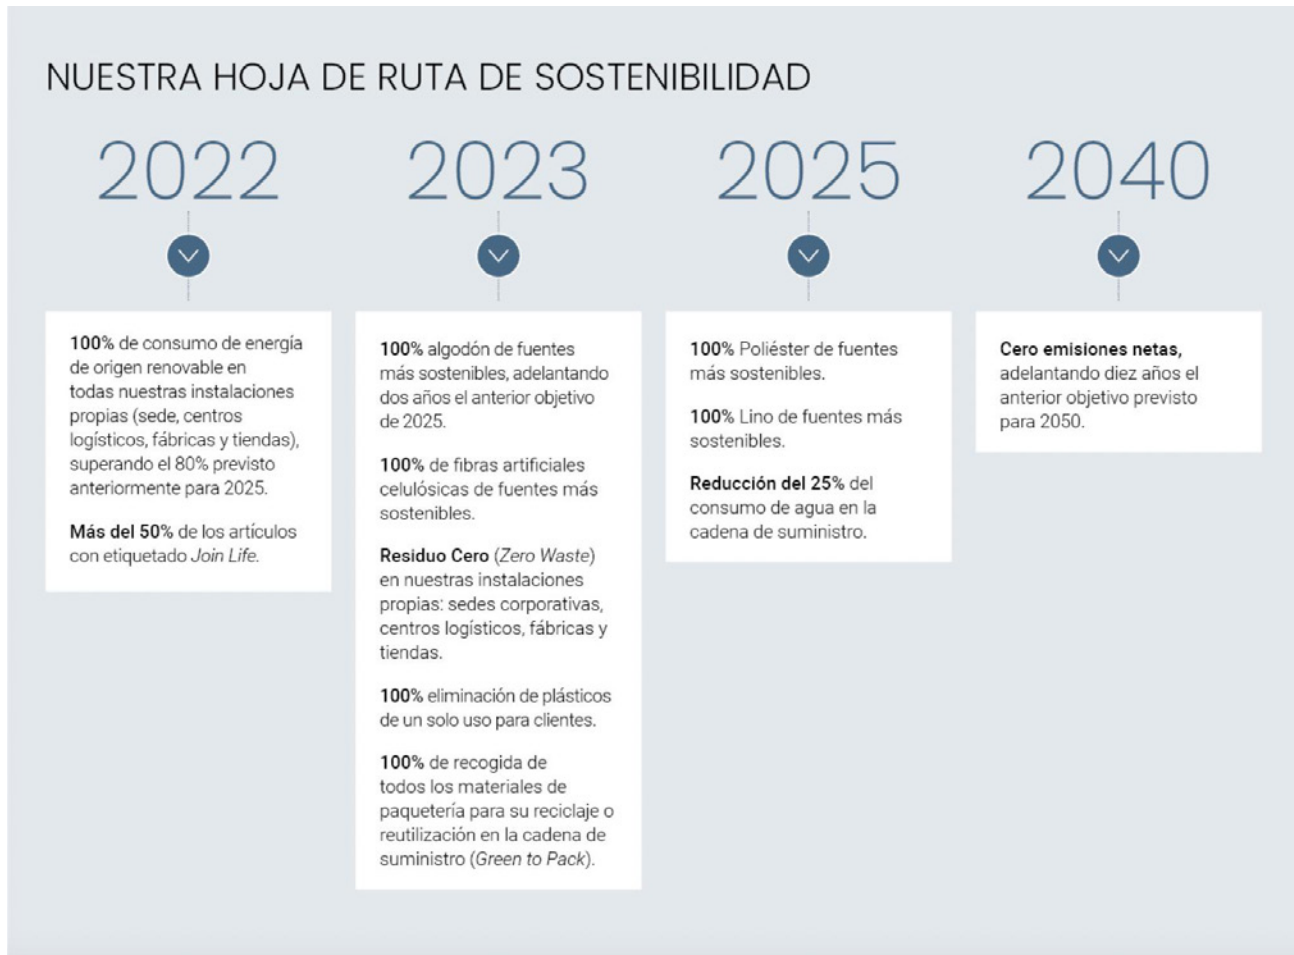 NUESTRA HOJA DE RUTA DE SOSTENIBILIDAD
2022
100% de consumo de energía
de origen renovable en
todas nuestras instalaciones
propias (sede, centros
logísticos, fábricas y tiendas),
superando el 80% previsto
anteriormente para 2025.
Más del 50% de los artículos
con etiquetado Join Life.
2023
100% algodón de fuentes
más sostenibles, adelantando
dos años el anterior objetivo
de 2025.
100% de fibras artificiales
celulósicas de fuentes más
sostenibles.
Residuo Cero (Zero Waste)
en nuestras instalaciones
propias: sedes corporativas,
centros logísticos, fábricas y
tiendas.
100% eliminación de plásticos
de un solo uso para clientes.
100% de recogida de
todos los materiales de
paquetería para su reciclaje o
reutilización en la cadena de
suministro (Green to Pack).
2025
100% Poliéster de fuentes
más sostenibles.
100% Lino de fuentes más
sostenibles.
Reducción del 25% del
consumo de agua en la
cadena de suministro.
2040
Cero emisiones netas,
adelantando diez años el
anterior objetivo previsto
para 2050.